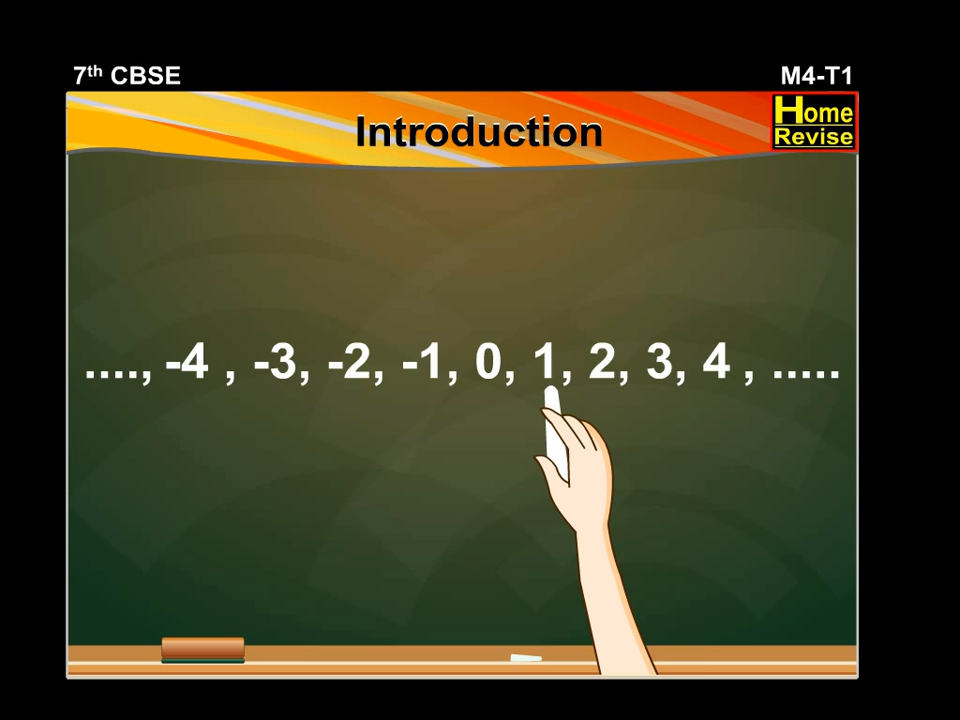 7th CBSE
M4-T1
Introduction
Home
Revise
...., -4 , -3, -2, -1, 0, 1, 2, 3, 4 , .....